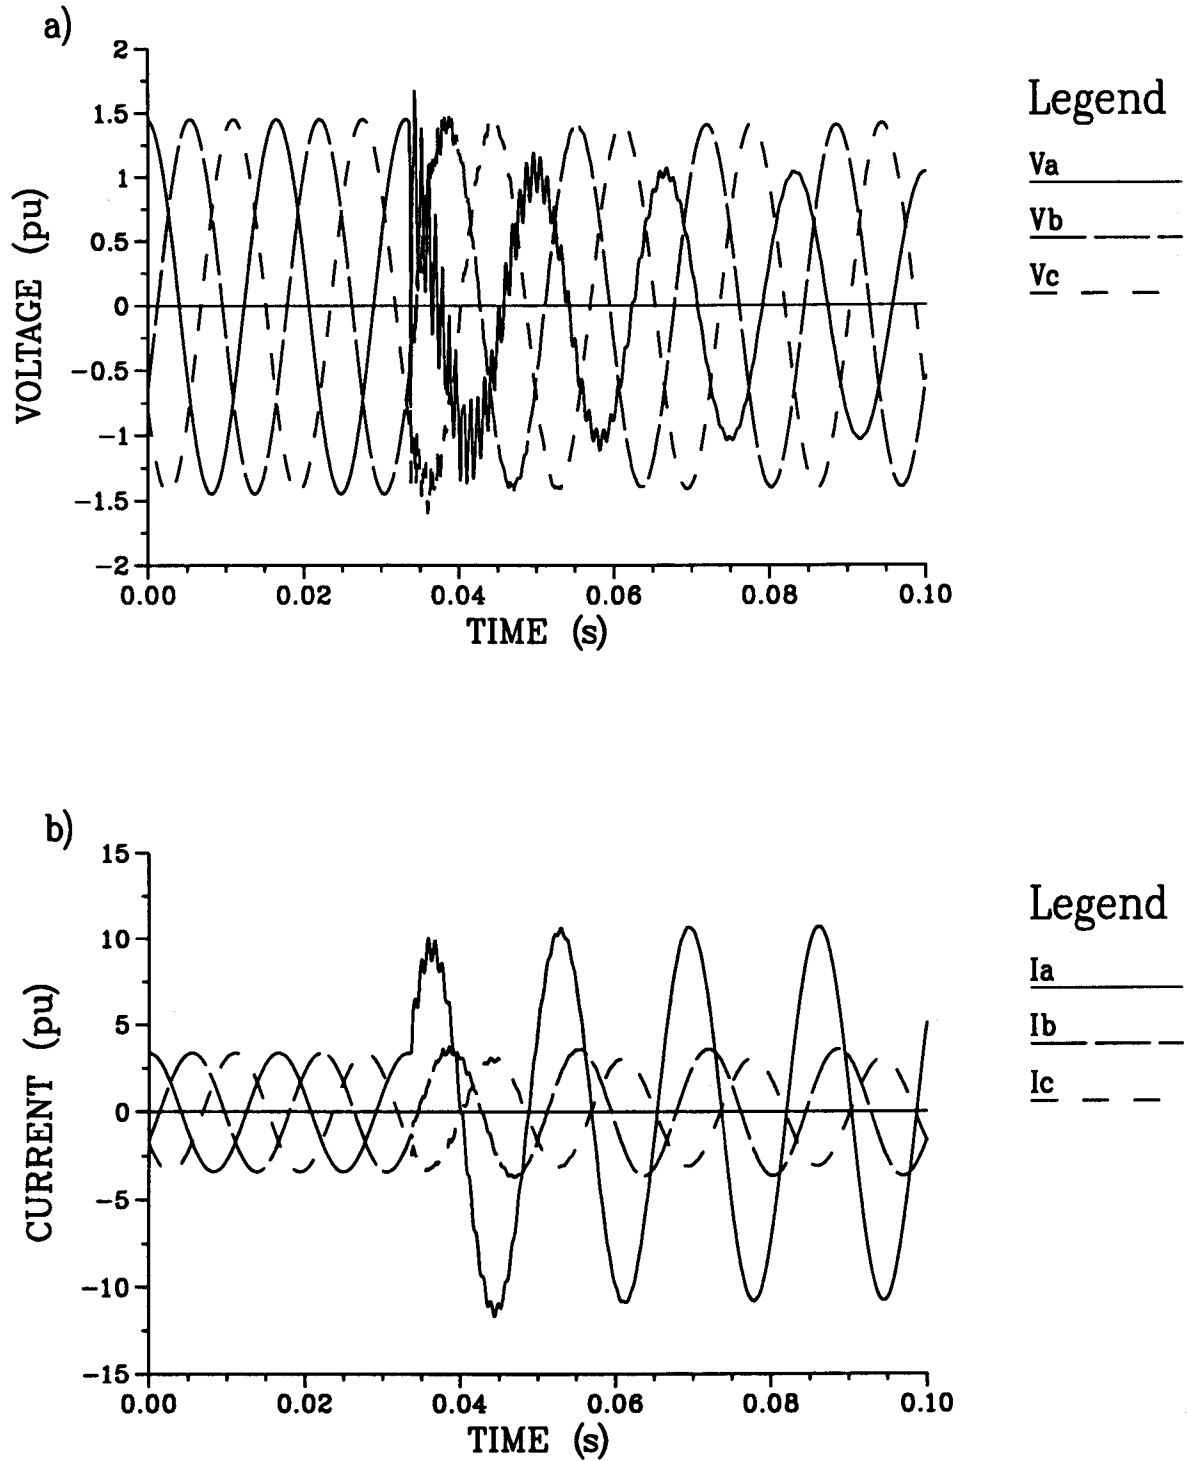 a)
2
1.5
1
0.5
0
−0.5
−1
−1.5
−2
VOLTAGE (pu)
0.00 0.02 0.04 0.06 0.08 0.10
TIME (s)
Legend
Va
Vb
Vc
b)
15
10
5
0
−5
−10
−15
CURRENT (pu)
0.00 0.02 0.04 0.06 0.08 0.10
TIME (s)
Legend
Ia
Ib
Ic